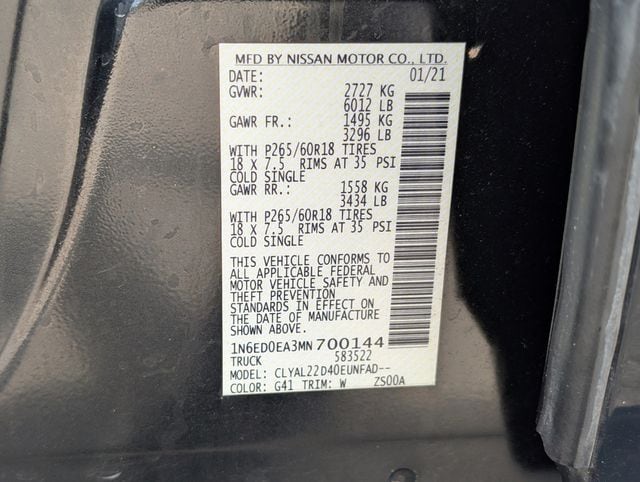 MFD BY NISSAN MOTOR CO., LTD.
DATE: 01/21
GVWR: 2727 KG
6012 LB
GAWR FR.: 1495 KG
3296 LB
WITH P265/60R18 TIRES
18 X 7.5 RIMS AT 35 PSI
COLD SINGLE
GAWR RR.: 1558 KG
3434 LB
WITH P265/60R18 TIRES
18 X 7.5 RIMS AT 35 PSI
COLD SINGLE
THIS VEHICLE CONFORMS TO
ALL APPLICABLE FEDERAL
MOTOR VEHICLE SAFETY AND
THEFT PREVENTION
STANDARDS IN EFFECT ON
THE DATE OF MANUFACTURE
SHOWN ABOVE.
1N6ED0EA3MN700144
TRUCK 583522
MODEL: CLYAL22D40EUNFAD--
COLOR: G41 TRIM: W ZS00A